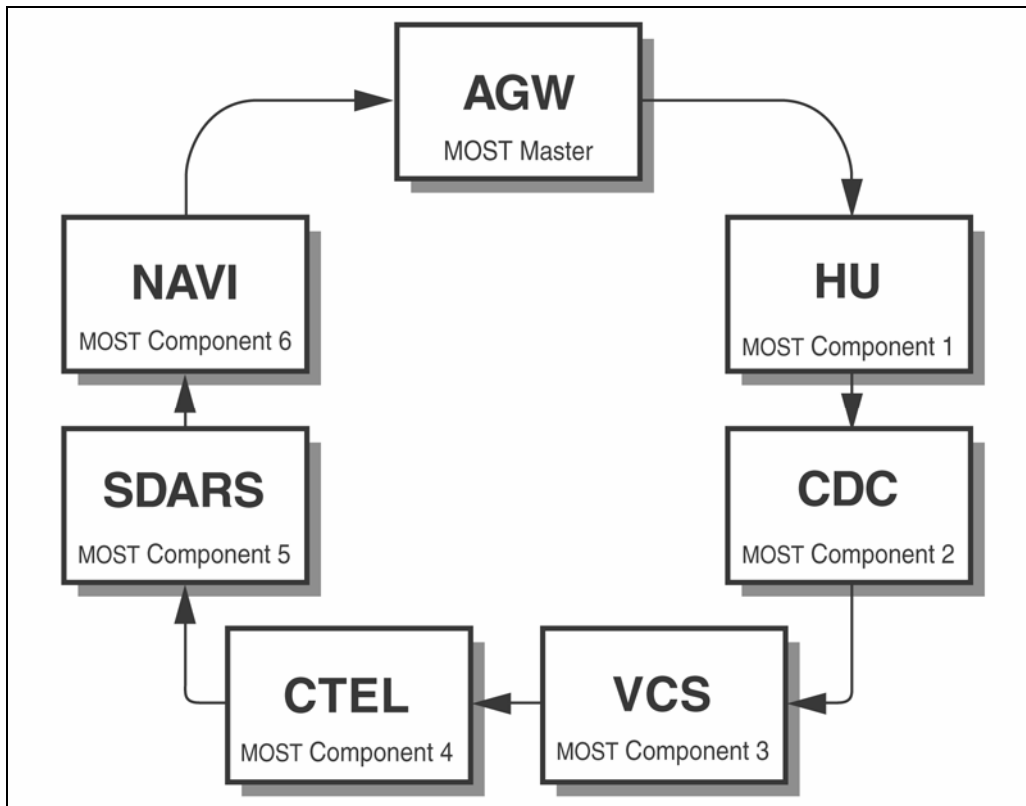 AGW
MOST Master
HU
MOST Component 1
CDC
MOST Component 2
VCS
MOST Component 3
CTEL
MOST Component 4
SDARS
MOST Component 5
NAVI
MOST Component 6